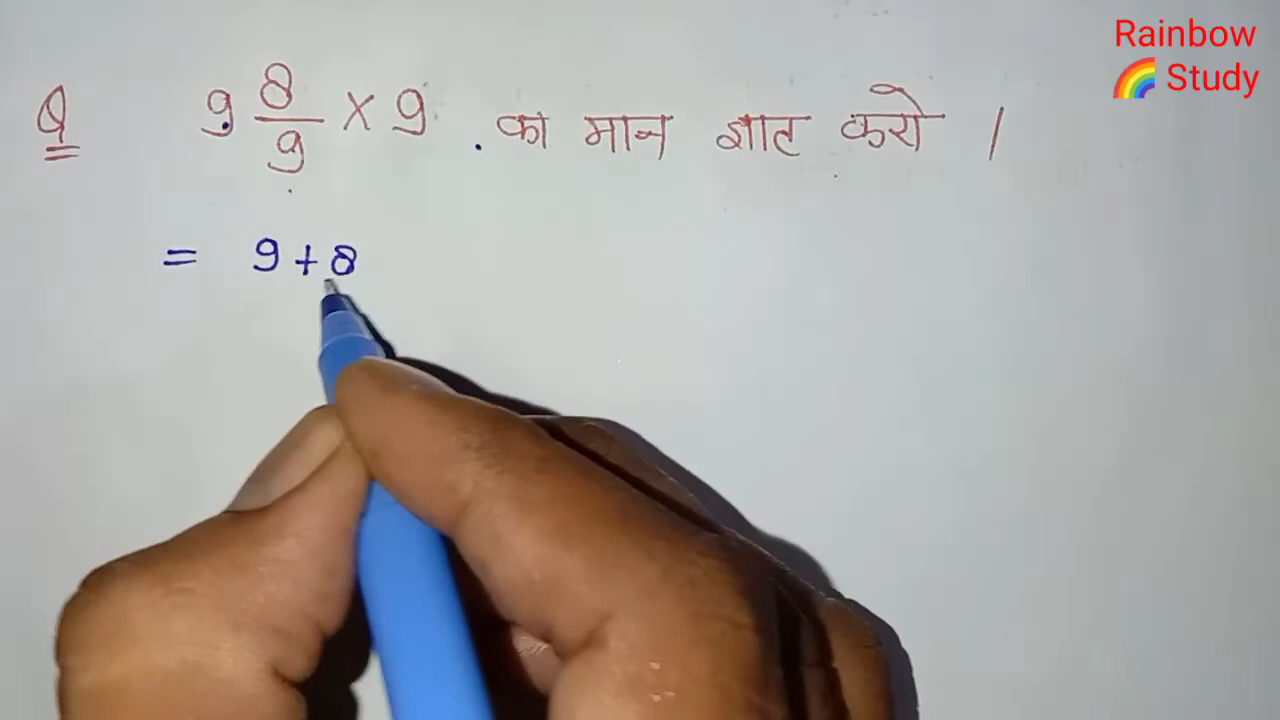 Rainbow
Study
Q 9 8/9 × 9 का मान ज्ञात करो ।
= 9 + 8